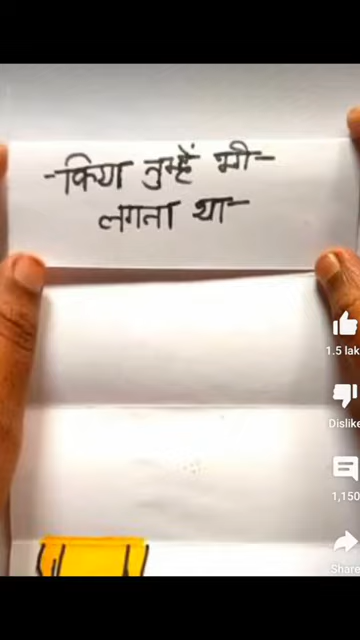 -किया तुम्हें भी-
लगता था-
1.5 lak
Dislike
1,150
Share